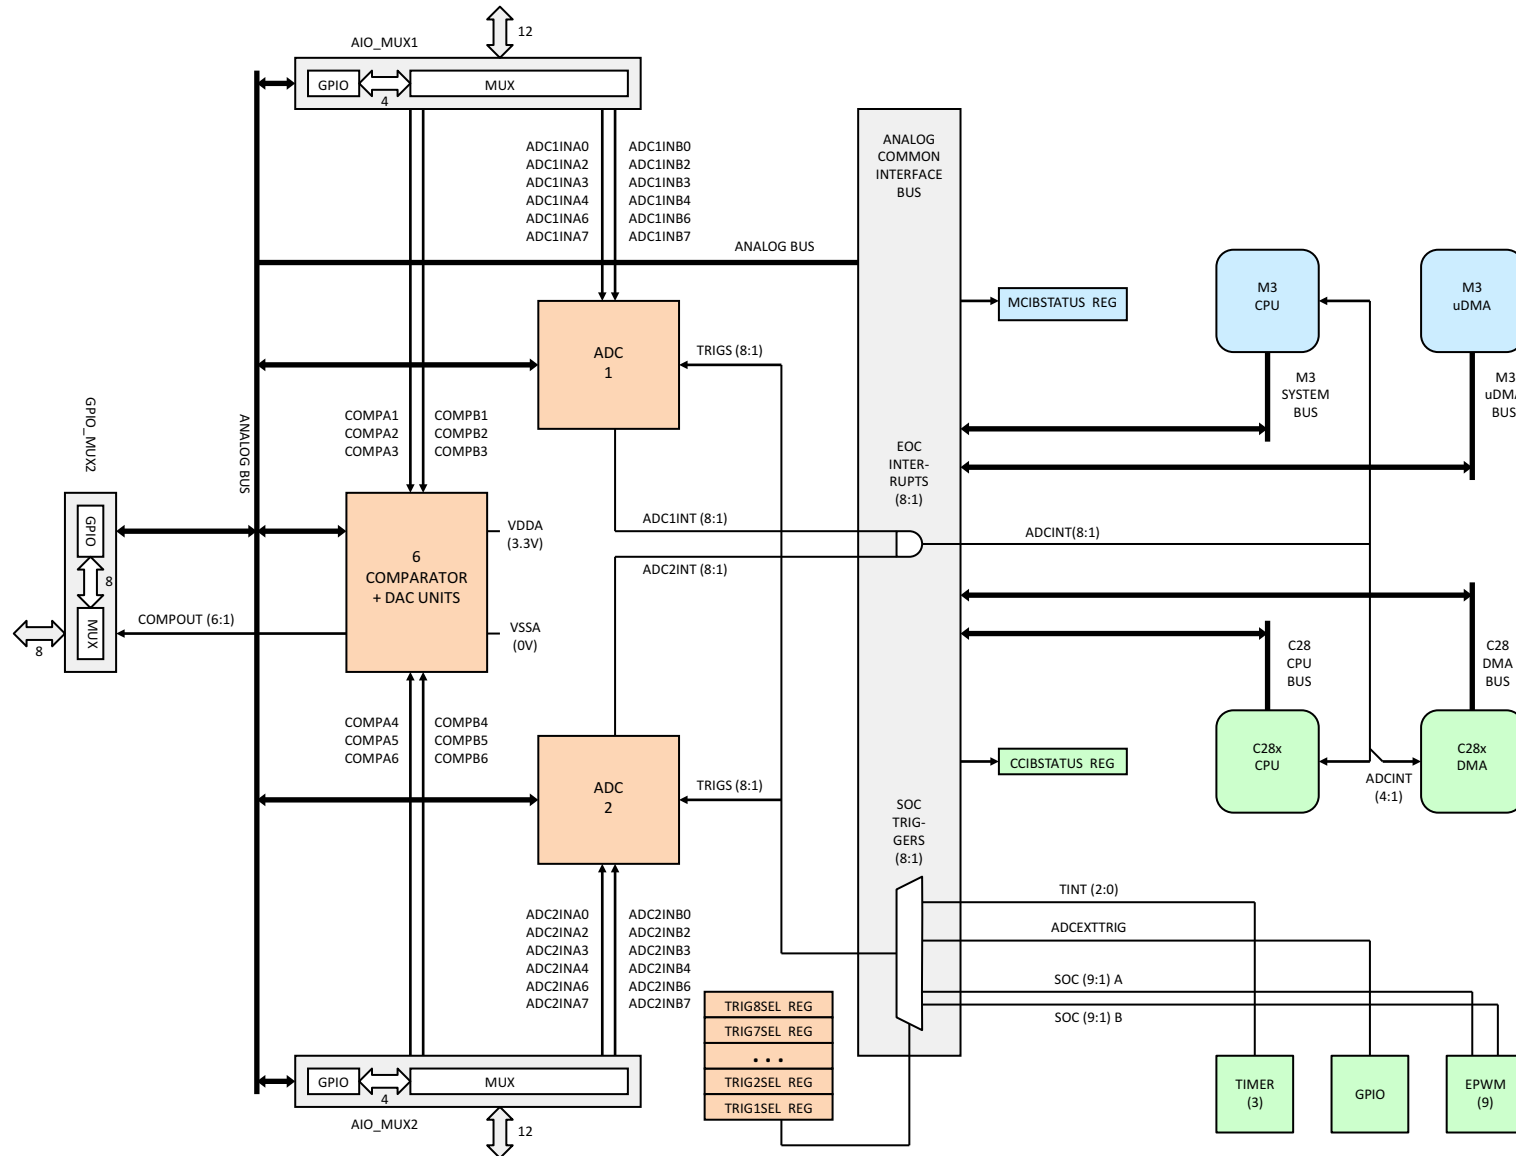 12
AIO_MUX1
GPIO
MUX
4
ADC1INA0
ADC1INA2
ADC1INA3
ADC1INA4
ADC1INA6
ADC1INA7
ADC1INB0
ADC1INB2
ADC1INB3
ADC1INB4
ADC1INB6
ADC1INB7
ANALOG
COMMON
INTERFACE
BUS
ANALOG BUS
MCIBSTATUS REG
M3
CPU
M3
uDMA
ADC
1
TRIGS (8:1)
M3
SYSTEM
BUS
M3
uDMA
BUS
GPIO_MUX2
ANALOG BUS
COMPA1
COMPA2
COMPA3
COMPB1
COMPB2
COMPB3
EOC
INTER-
RUPTS
(8:1)
GPIO
8
MUX
8
COMPOUT (6:1)
6
COMPARATOR
+ DAC UNITS
VDDA
(3.3V)
VSSA
(0V)
ADC1INT (8:1)
ADC2INT (8:1)
ADCINT(8:1)
C28
CPU
BUS
C28
DMA
BUS
COMPA4
COMPA5
COMPA6
COMPB4
COMPB5
COMPB6
ADC
2
TRIGS (8:1)
CCIBSTATUS REG
C28x
CPU
ADCINT
(4:1)
C28x
DMA
SOC
TRIG-
GERS
(8:1)
TINT (2:0)
ADCEXTTRIG
SOC (9:1) A
SOC (9:1) B
ADC2INA0
ADC2INA2
ADC2INA3
ADC2INA4
ADC2INA6
ADC2INA7
ADC2INB0
ADC2INB2
ADC2INB3
ADC2INB4
ADC2INB6
ADC2INB7
TRIG8SEL REG
TRIG7SEL REG
...
TRIG2SEL REG
TRIG1SEL REG
TIMER
(3)
GPIO
EPWM
(9)
GPIO
MUX
4
AIO_MUX2
12